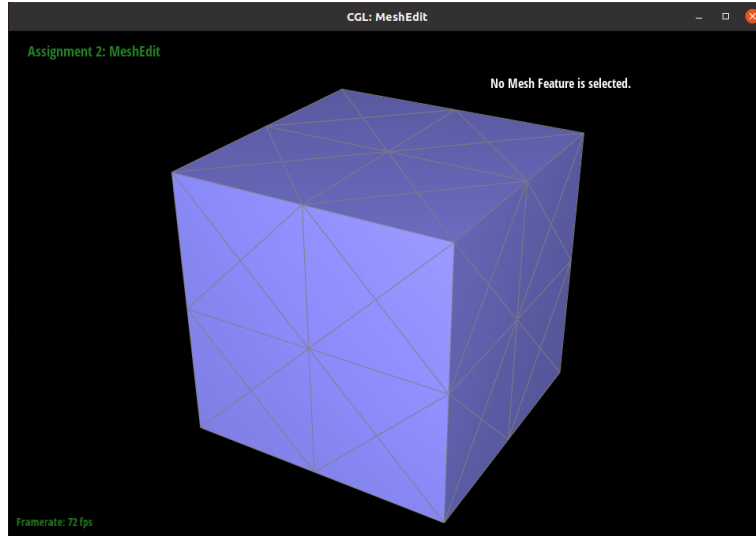 CGL: MeshEdit
Assignment 2: MeshEdit
No Mesh Feature is selected.
Framerate: 72 fps